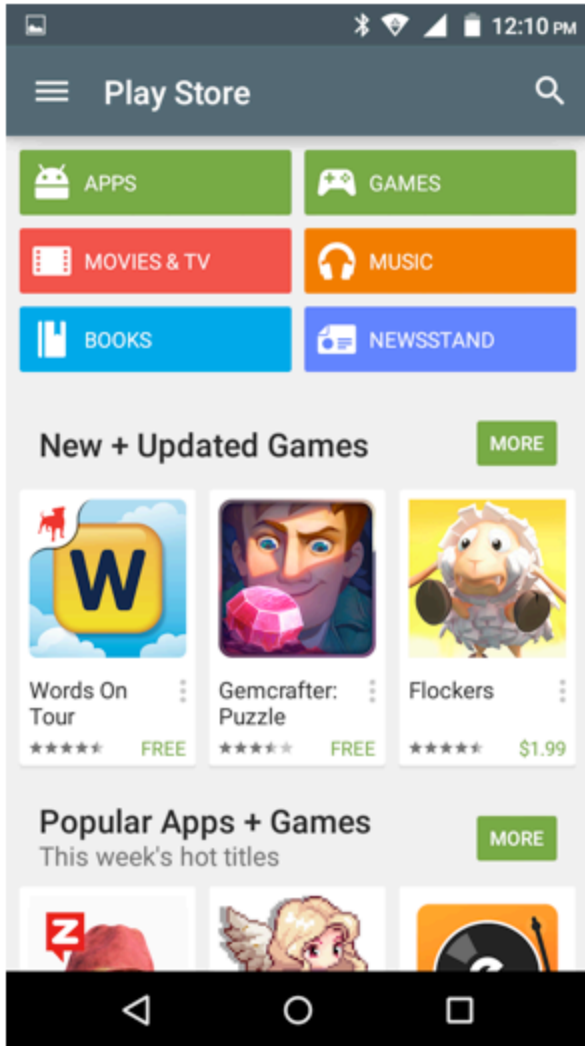 12:10 PM
Play Store
APPS
GAMES
MOVIES & TV
MUSIC
BOOKS
NEWSSTAND
New + Updated Games
MORE
W
Words On
Tour
FREE
Gemcrafter:
Puzzle
FREE
Flockers
$1.99
Popular Apps + Games
MORE
This week's hot titles
Z